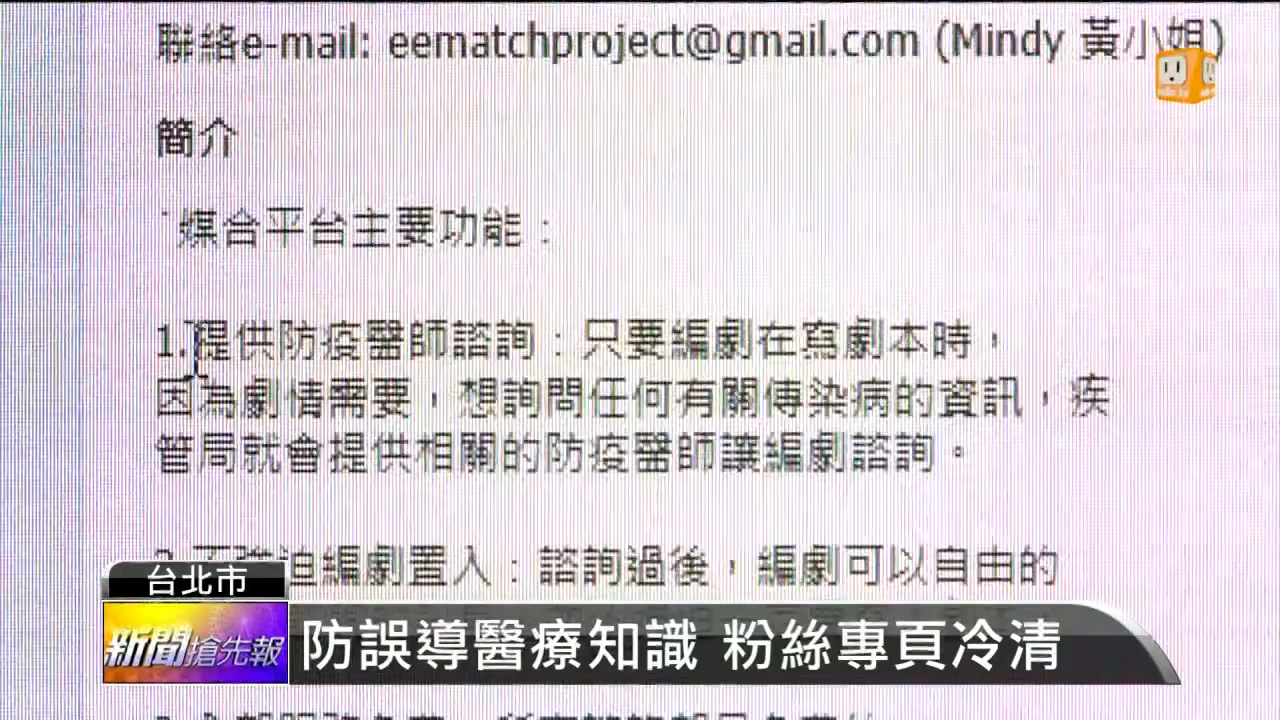 聯絡e-mail: eematchproject@gmail.com (Mindy 黃小姐)
簡介
媒合平台主要功能：
1.提供防疫醫師諮詢：只要編劇在寫劇本時，
因為劇情需要，想詢問任何有關傳染病的資訊，疾
管局就會提供相關的防疫醫師讓編劇諮詢。
迫編劇置入：諮詢過後，編劇可以自由的
台北市
新聞搶先報
防誤導醫療知識 粉絲專頁冷清